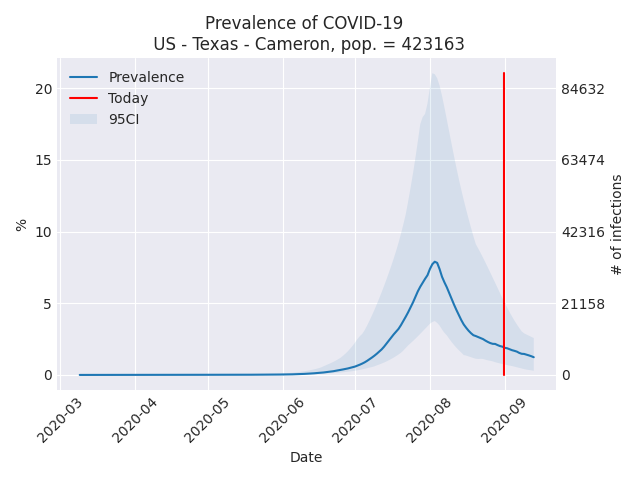 Prevalence of COVID-19
US - Texas - Cameron, pop. = 423163
Prevalence
Today
95CI
20
15
10
5
0
%
84632
63474
42316
21158
0
# of infections
2020-03
2020-04
2020-05
2020-06
2020-07
2020-08
2020-09
Date